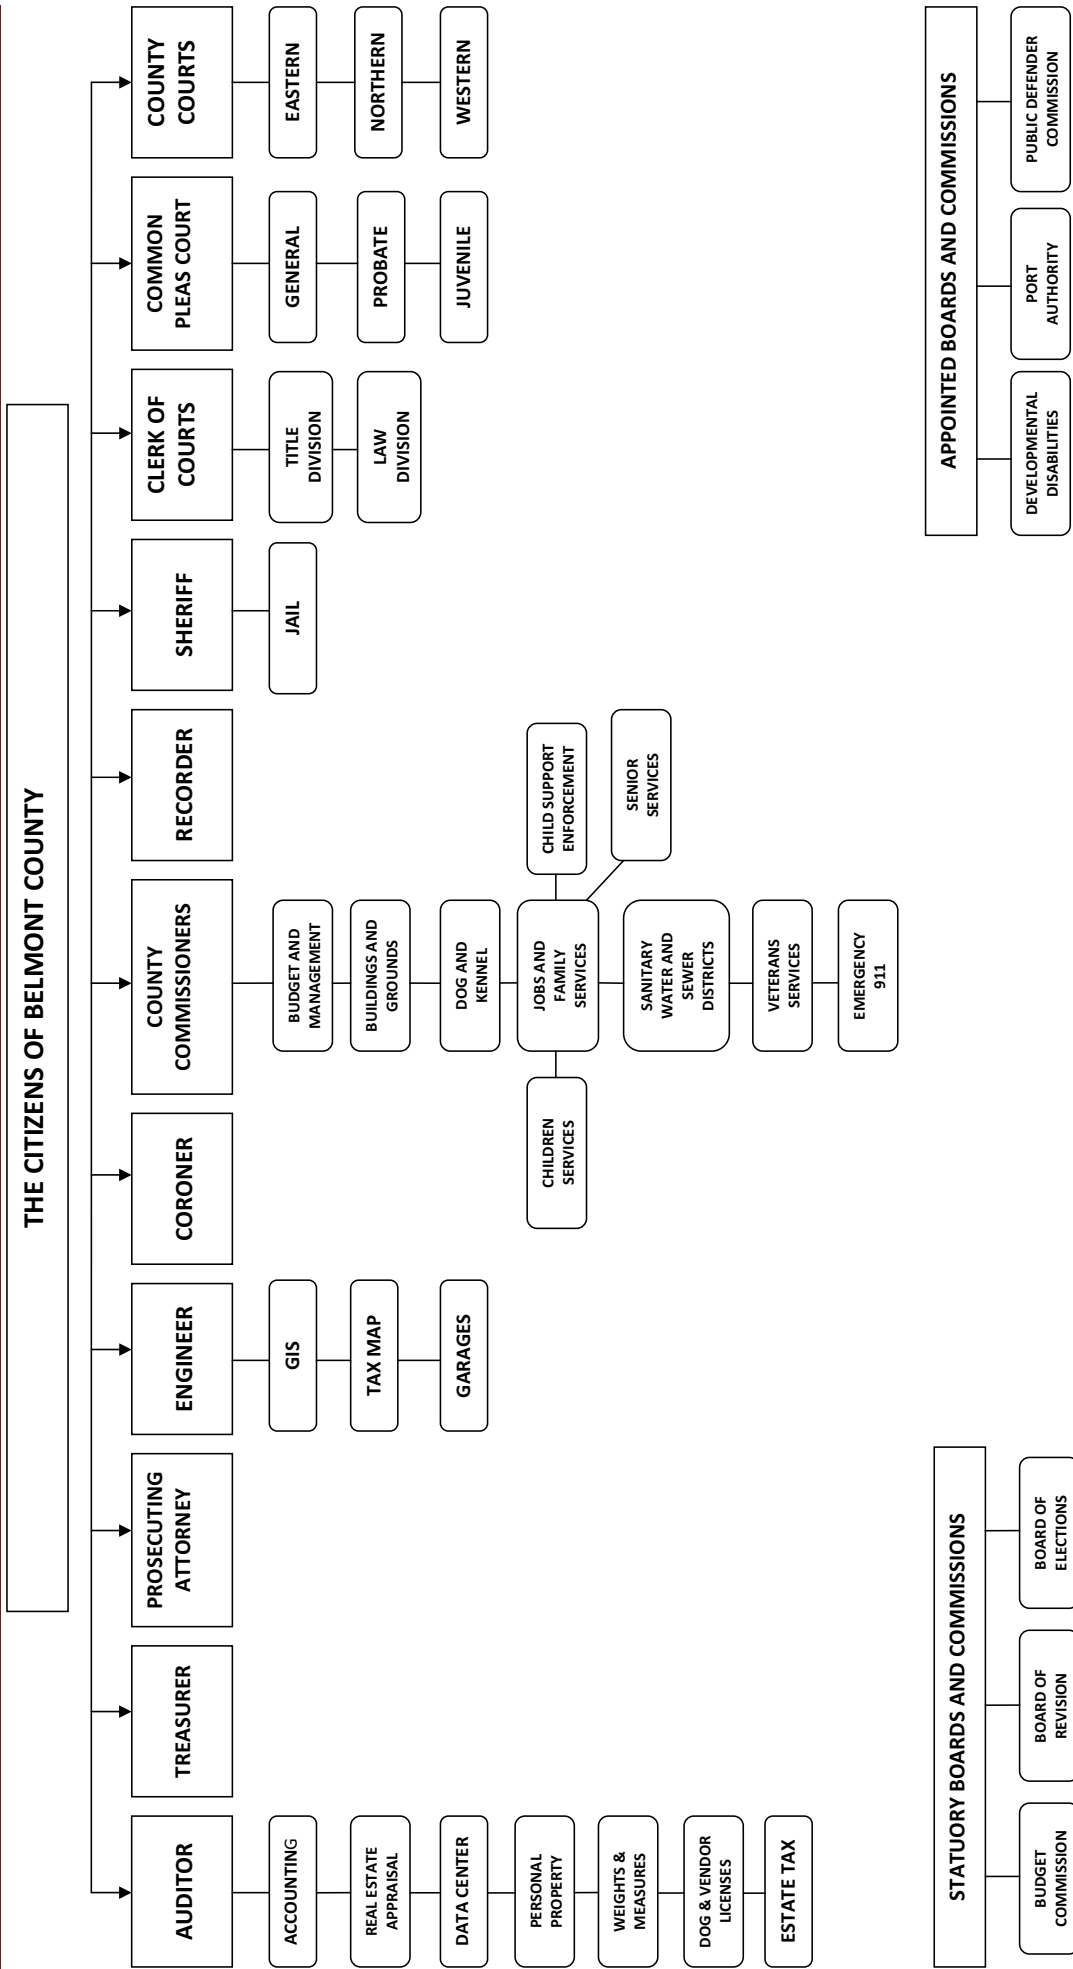 THE CITIZENS OF BELMONT COUNTY
AUDITOR
ACCOUNTING
REAL ESTATE
APPRAISAL
DATA CENTER
PERSONAL
PROPERTY
WEIGHTS &
MEASURES
DOG & VENDOR
LICENSES
ESTATE TAX
TREASURER
PROSECUTING
ATTORNEY
ENGINEER
GIS
TAX MAP
GARAGES
CORONER
COUNTY
COMMISSIONERS
BUDGET AND
MANAGEMENT
BUILDINGS AND
GROUNDS
DOG AND
KENNEL
CHILDREN
SERVICES
JOBS AND
FAMILY
SERVICES
CHILD SUPPORT
ENFORCEMENT
SENIOR
SERVICES
SANITARY
WATER AND
SEWER
DISTRICTS
VETERANS
SERVICES
EMERGENCY
911
RECORDER
SHERIFF
JAIL
CLERK OF
COURTS
TITLE
DIVISION
LAW
DIVISION
COMMON
PLEAS COURT
GENERAL
PROBATE
JUVENILE
COUNTY
COURTS
EASTERN
NORTHERN
WESTERN
STATUORY BOARDS AND COMMISSIONS
BUDGET
COMMISSION
BOARD OF
REVISION
BOARD OF
ELECTIONS
APPOINTED BOARDS AND COMMISSIONS
DEVELOPMENTAL
DISABILITIES
PORT
AUTHORITY
PUBLIC DEFENDER
COMMISSION